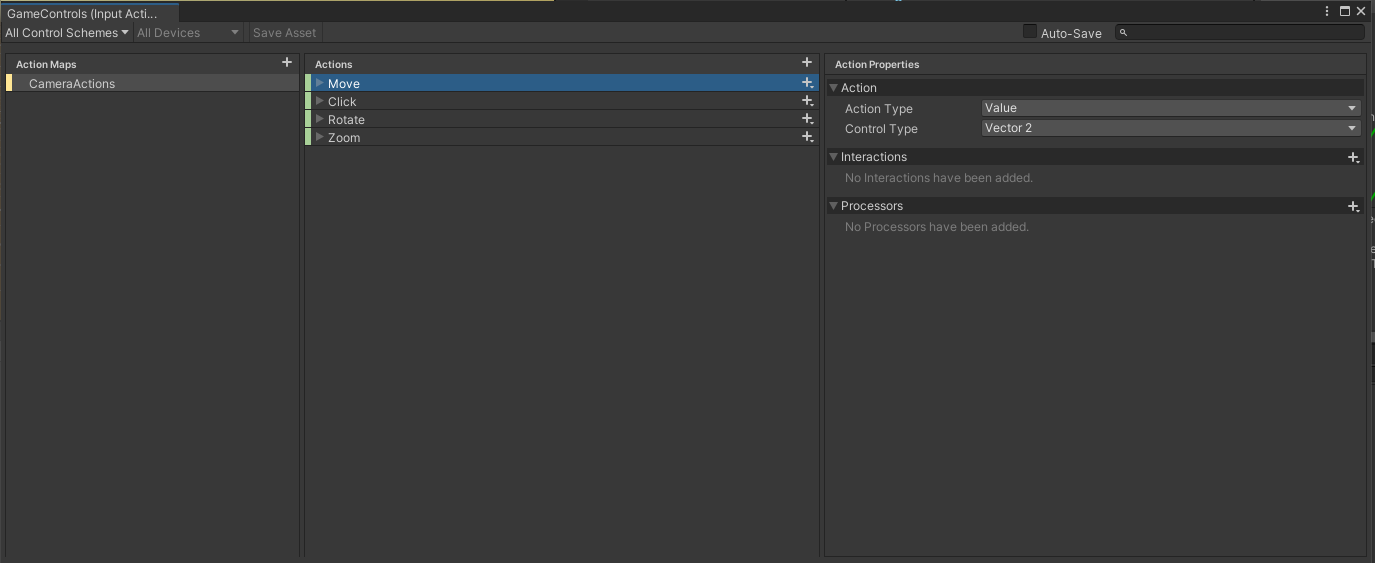 GameControls (Input Acti...
All Control Schemes All Devices Save Asset Auto-Save
Action Maps
CameraActions
Actions
Move
Click
Rotate
Zoom
Action Properties
Action
Action Type Value
Control Type Vector 2
Interactions
No Interactions have been added.
Processors
No Processors have been added.